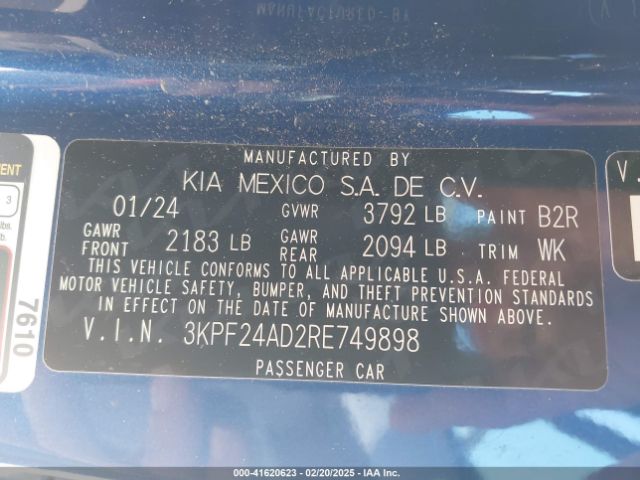 MANUFACTURED BY
KIA MEXICO S.A. DE C.V.
01/24 GVWR 3792 LB PAINT B2R
GAWR FRONT 2183 LB GAWR REAR 2094 LB TRIM WK
THIS VEHICLE CONFORMS TO ALL APPLICABLE U.S.A. FEDERAL
MOTOR VEHICLE SAFETY, BUMPER, AND THEFT PREVENTION STANDARDS
IN EFFECT ON THE DATE OF MANUFACTURE SHOWN ABOVE.
V.I.N. 3KPF24AD2RE749898
PASSENGER CAR
3
lbs.
7610
V.
000-41620623 - 02/20/2025 - IAA Inc.